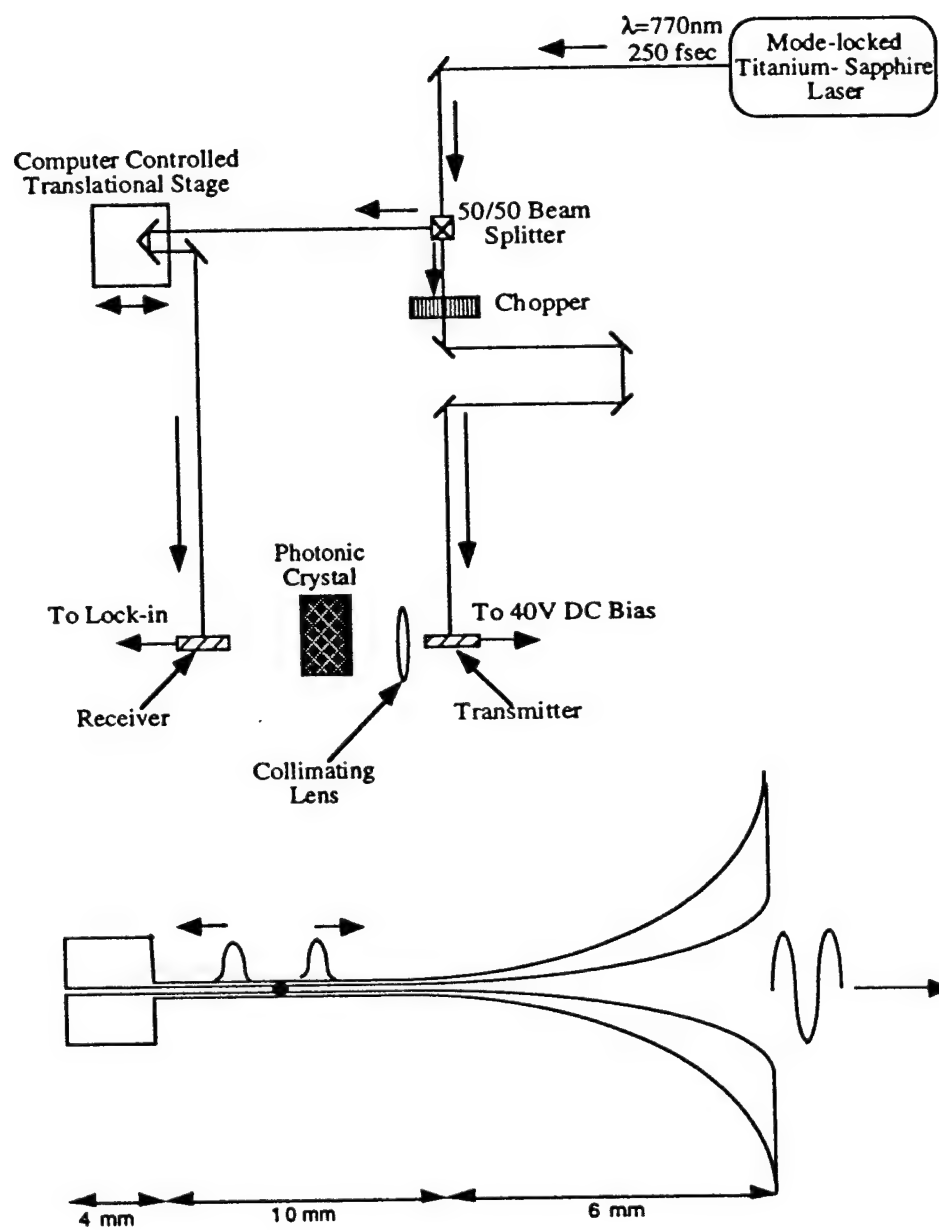 λ=770nm
250 fsec
Mode-locked
Titanium- Sapphire
Laser
Computer Controlled
Translational Stage
50/50 Beam
Splitter
Chopper
Photonic
Crystal
To Lock-in
To 40V DC Bias
Receiver
Transmitter
Collimating
Lens
4 mm
10 mm
6 mm